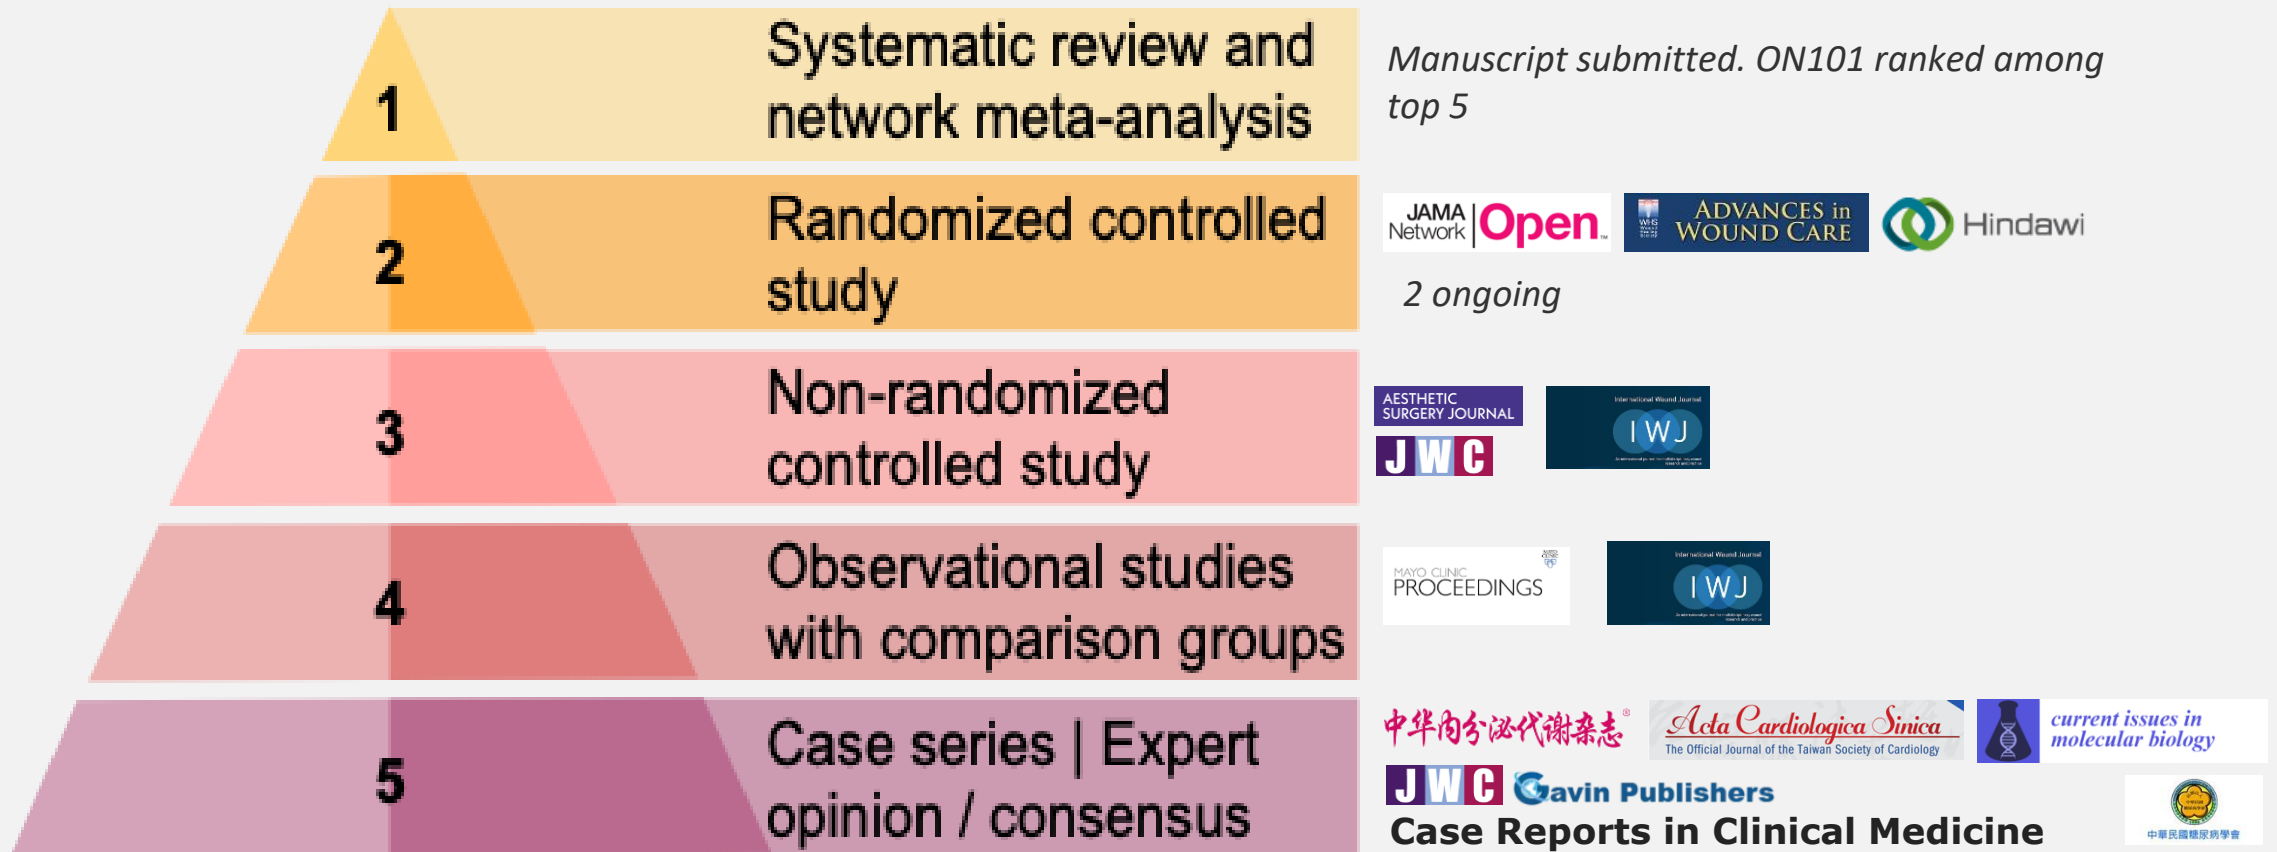 1
Systematic review and
network meta-analysis
Manuscript submitted. ON101 ranked among
top 5
2
Randomized controlled
study
JAMA Network | Open
WHS
ADVANCES in
WOUND CARE
Hindawi
2 ongoing
3
Non-randomized
controlled study
AESTHETIC
SURGERY JOURNAL
JWC
International Wound Journal
IWJ
4
Observational studies
with comparison groups
MAYO CLINIC
PROCEEDINGS
International Wound Journal
IWJ
5
Case series | Expert
opinion / consensus
中华内分泌代谢杂志®
Acta Cardiologica Sinica
The Official Journal of the Taiwan Society of Cardiology
current issues in
molecular biology
JWC
Gavin Publishers
Case Reports in Clinical Medicine
中華民國糖尿病學會